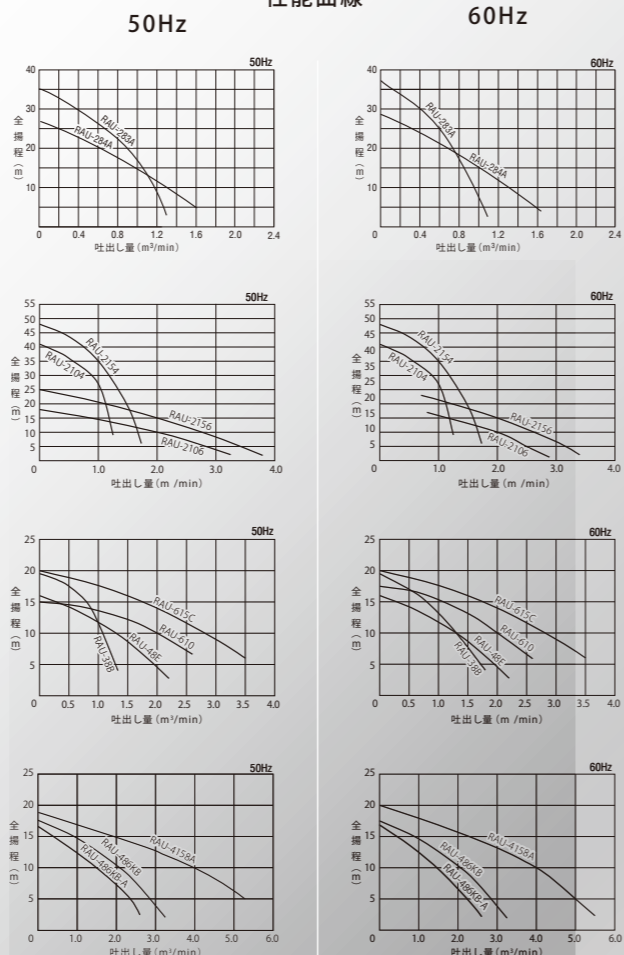 性能曲線
50Hz
60Hz
50Hz
40
30
20
10
全揚程(m)
RAU-283A
RAU-284A
0 0.4 0.8 1.2 1.6 2.0 2.4
吐出し量(m³/min)
60Hz
40
30
20
10
全揚程(m)
RAU-283A
RAU-284A
0 0.4 0.8 1.2 1.6 2.0 2.4
吐出し量(m³/min)
50Hz
55
50
45
40
35
30
25
20
15
10
5
全揚程(m)
RAU-2154
RAU-2104
RAU-2156
RAU-2106
0 1.0 2.0 3.0 4.0
吐出し量(m /min)
60Hz
55
50
45
40
35
30
25
20
15
10
5
全揚程(m)
RAU-2154
RAU-2104
RAU-2156
RAU-2106
0 1.0 2.0 3.0 4.0
吐出し量(m /min)
50Hz
25
20
15
10
5
全揚程(m)
RAU-615C
RAU-610
RAU-48E
RAU-38B
0 0.5 1.0 1.5 2.0 2.5 3.0 3.5 4.0
吐出し量(m³/min)
60Hz
25
20
15
10
5
全揚程(m)
RAU-615C
RAU-610
RAU-48E
RAU-38B
0 0.5 1.0 1.5 2.0 2.5 3.0 3.5 4.0
吐出し量(m³/min)
50Hz
25
20
15
10
5
全揚程(m)
RAU-4158A
RAU-486KB
RAU-486KB-A
0 1.0 2.0 3.0 4.0 5.0 6.0
吐出し量(m³/min)
60Hz
25
20
15
10
5
全揚程(m)
RAU-4158A
RAU-486KB
RAU-486KB-A
0 1.0 2.0 3.0 4.0 5.0 6.0
吐出し量(m³/min)